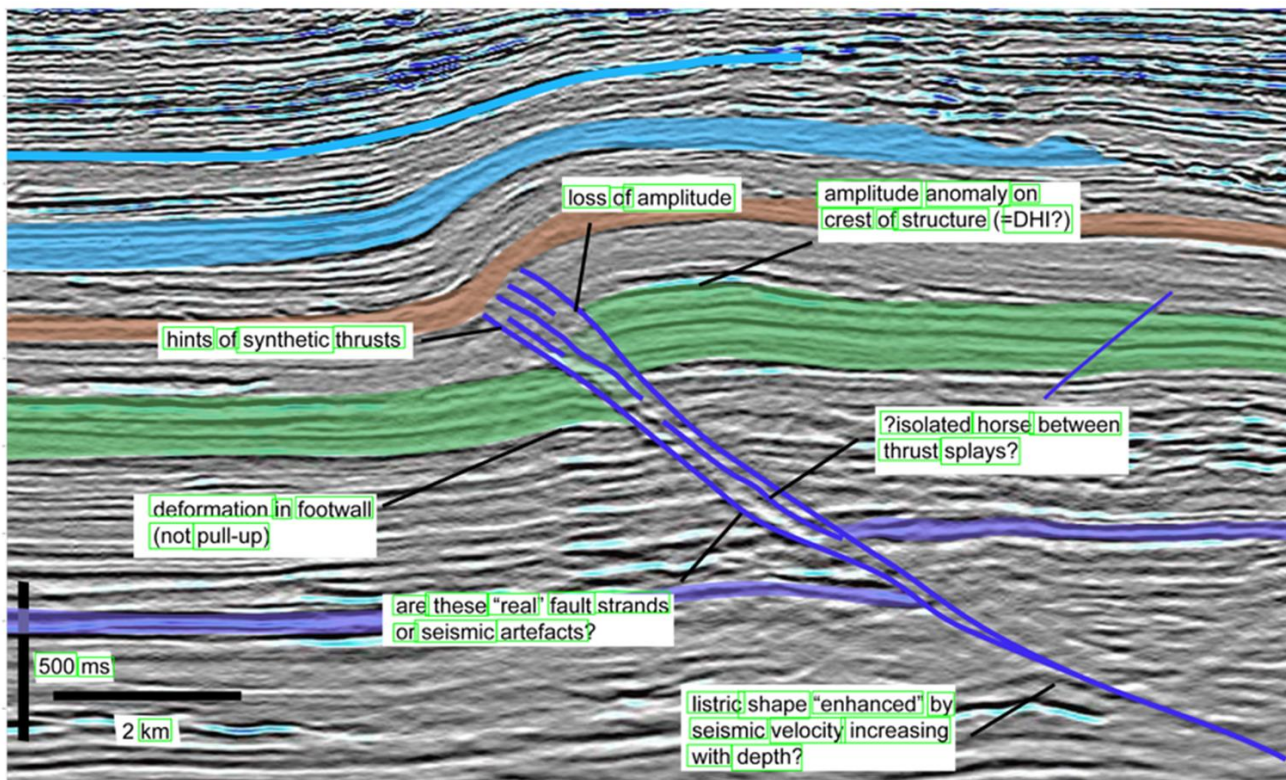 loss of amplitude
amplitude anomaly on
crest of structure (=DHI?)
hints of synthetic thrusts
?isolated horse between
thrust splays?
deformation in footwall
(not pull-up)
are these “real” fault strands
or seismic artefacts?
500 ms
2 km
listric shape “enhanced” by
seismic velocity increasing
with depth?